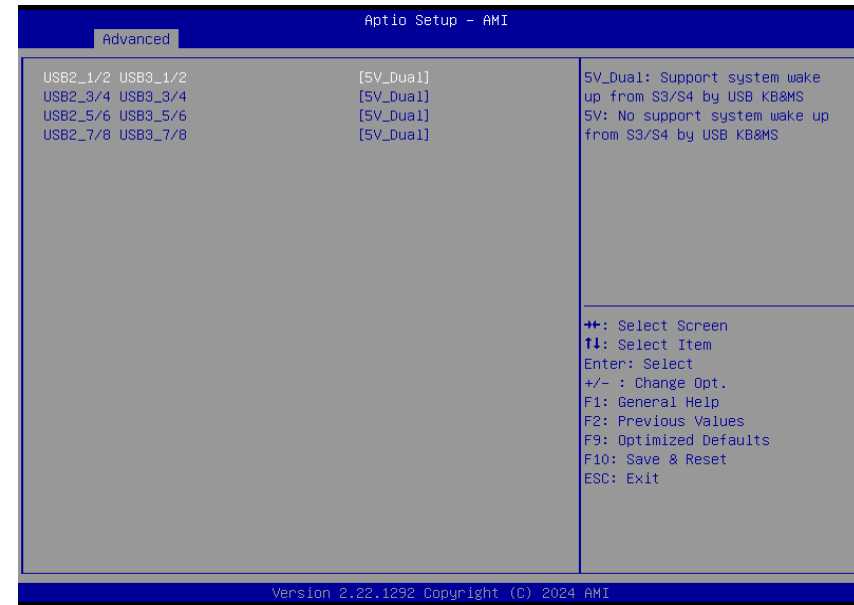 Aptio Setup – AMI
Advanced
USB2_1/2 USB3_1/2 [5V_Dual]
USB2_3/4 USB3_3/4 [5V_Dual]
USB2_5/6 USB3_5/6 [5V_Dual]
USB2_7/8 USB3_7/8 [5V_Dual]
5V_Dual: Support system wake
up from S3/S4 by USB KB&MS
5V: No support system wake up
from S3/S4 by USB KB&MS
→←: Select Screen
↑↓: Select Item
Enter: Select
+/- : Change Opt.
F1: General Help
F2: Previous Values
F9: Optimized Defaults
F10: Save & Reset
ESC: Exit
Version 2.22.1292 Copyright (C) 2024 AMI